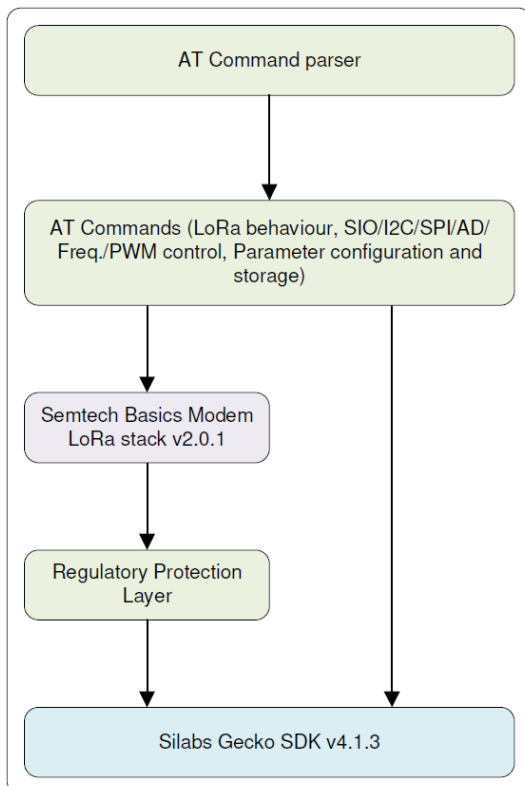 AT Command parser
AT Commands (LoRa behaviour, SIO/I2C/SPI/AD/
Freq./PWM control, Parameter configuration and
storage)
Semtech Basics Modem
LoRa stack v2.0.1
Regulatory Protection
Layer
Silabs Gecko SDK v4.1.3